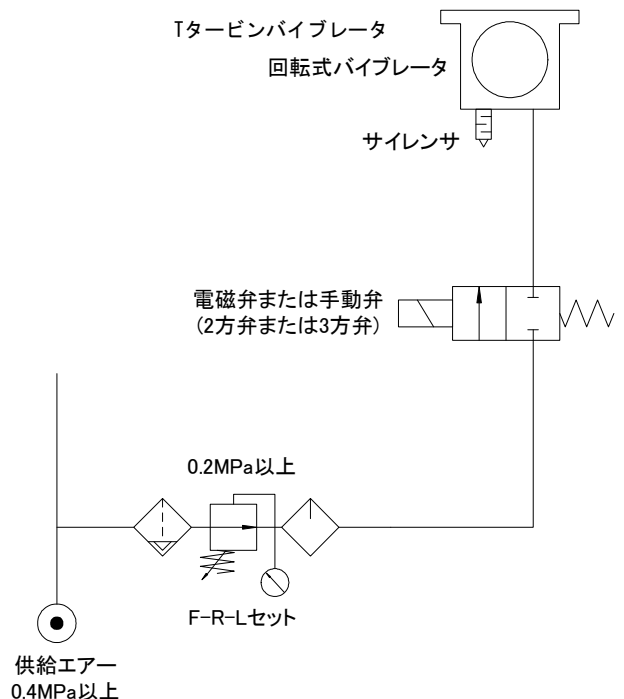 Tタービンバイブレータ
回転式バイブレータ
サイレンサ
電磁弁または手動弁
(2方弁または3方弁)
0.2MPa以上
F-R-Lセット
供給エアー
0.4MPa以上